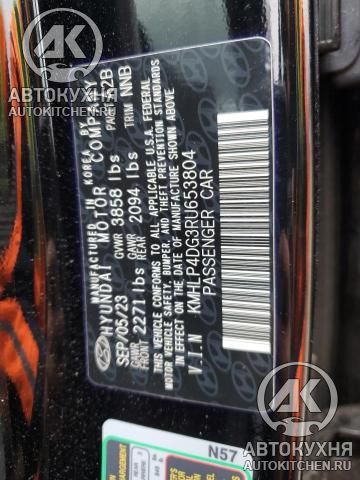 MANUFACTURED IN KOREA BY
HYUNDAI MOTOR COMPANY
SEP/05/23 GVWR 3858 lbs
GAWR FRONT 2271 lbs GAWR REAR 2094 lbs
TRIM NNB
THIS VEHICLE CONFORMS TO ALL APPLICABLE U.S.A. FEDERAL
MOTOR VEHICLE SAFETY, BUMPER, AND THEFT PREVENTION STANDARDS
IN EFFECT ON THE DATE OF MANUFACTURE SHOWN ABOVE.
V.I.N KMHLP4DG3RU653804
PASSENGER CAR
N57
АК
АВТОКУХНЯ
AUTOKITCHEN.RU
АК
АВТОКУХНЯ
AUTOKITCHEN.RU